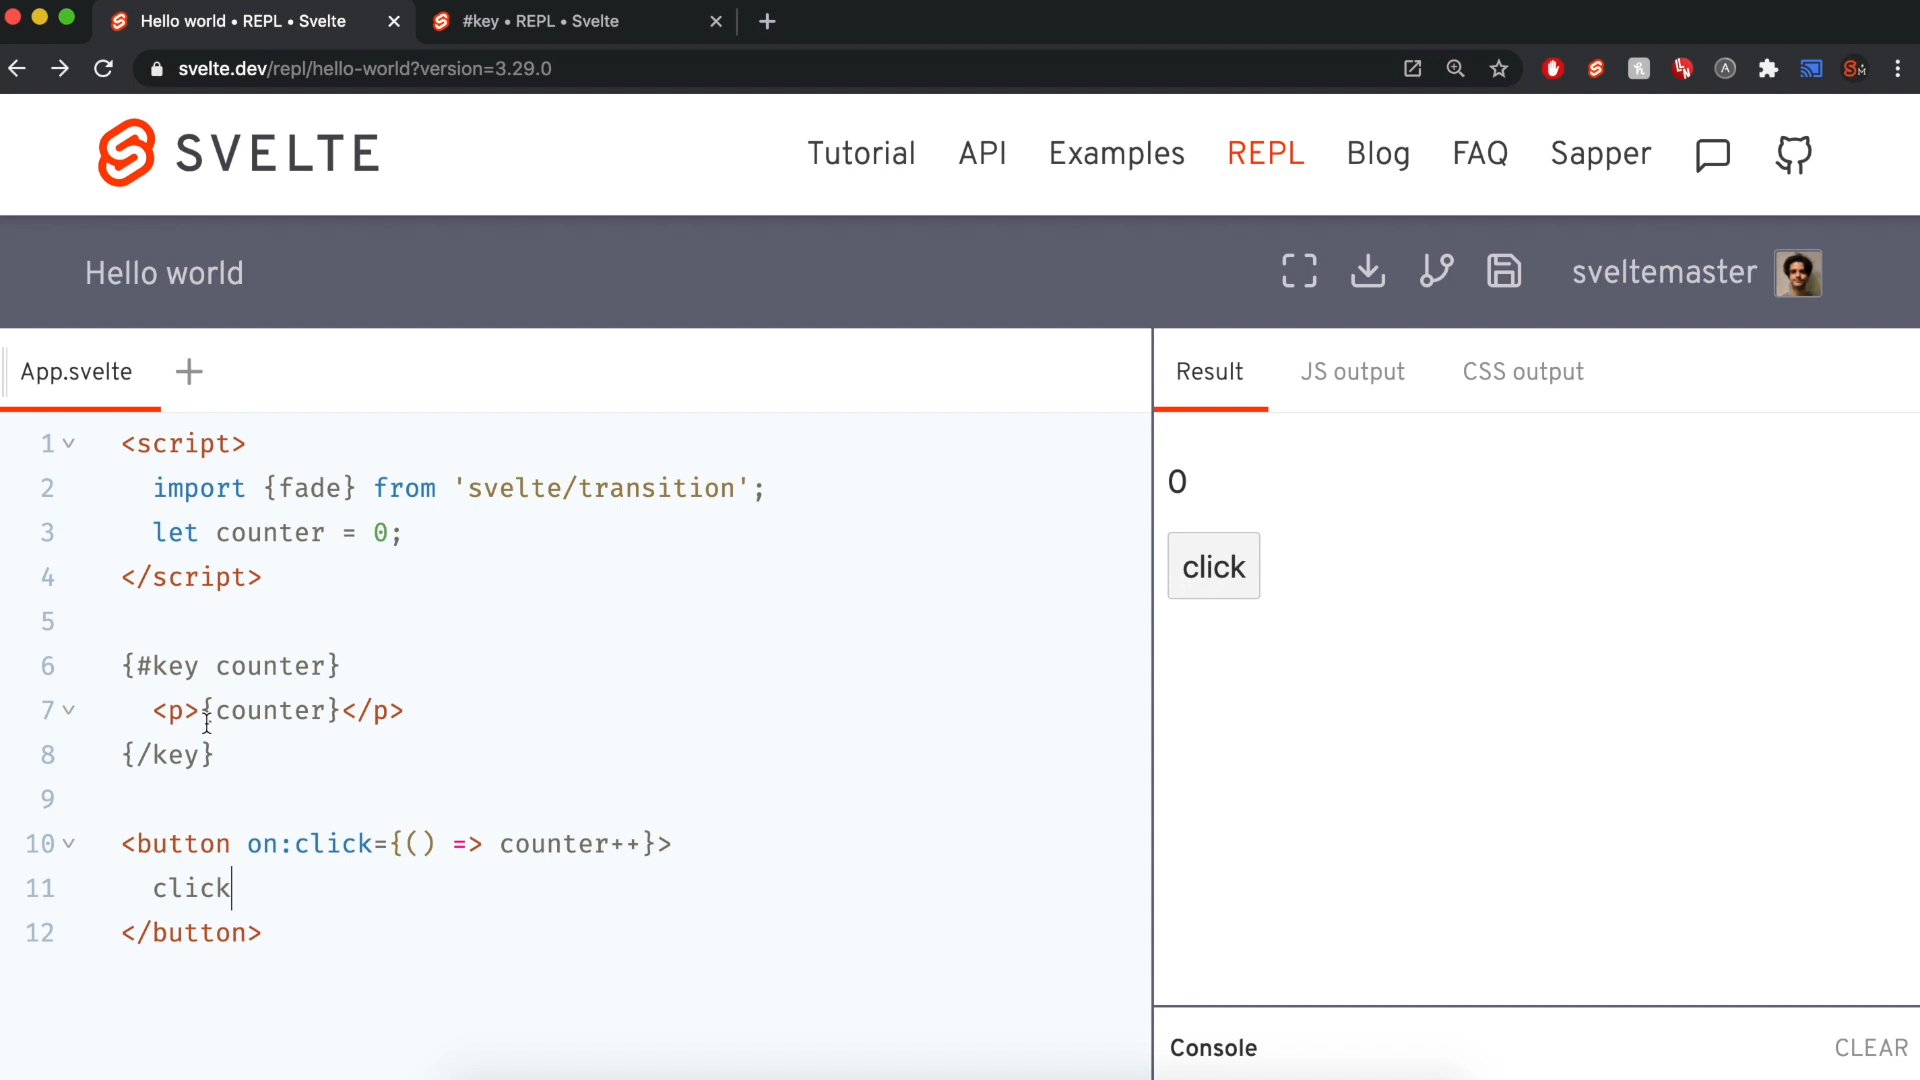 Hello world • REPL • Svelte
#key • REPL • Svelte
svelte.dev/repl/hello-world?version=3.29.0
SVELTE
Tutorial API Examples REPL Blog FAQ Sapper
Hello world
sveltemaster
App.svelte
Result JS output CSS output
1 <script>
2 import {fade} from 'svelte/transition';
3 let counter = 0;
4 </script>
5
6 {#key counter}
7 <p>{counter}</p>
8 {/key}
9
10 <button on:click={() => counter++}>
11 click
12 </button>
0
click
Console CLEAR